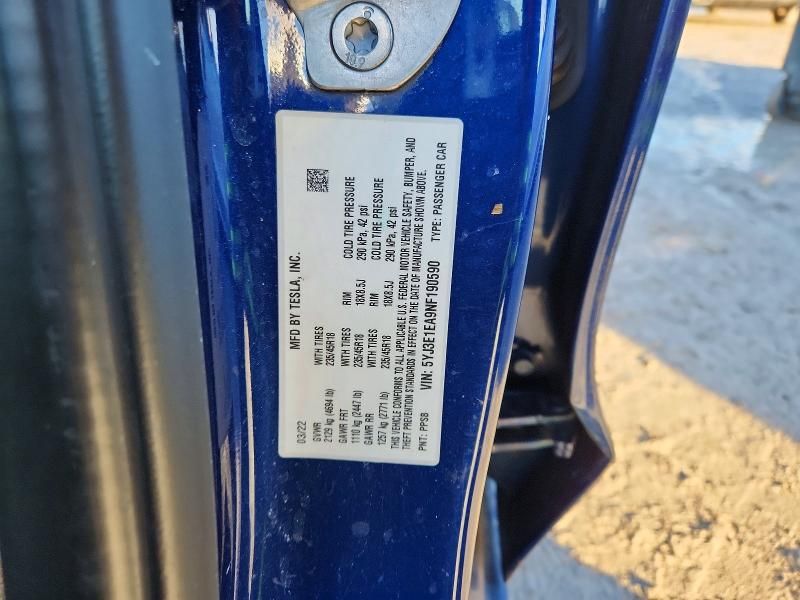 MFD BY TESLA, INC.
03/22
GVWR WITH TIRES RIM COLD TIRE PRESSURE
2129 kg (4694 lb) 235/45R18 18X8.5J 290 kPa, 42 psi
GAWR FRT WITH TIRES RIM COLD TIRE PRESSURE
1110 kg (2447 lb) 235/45R18 18X8.5J 290 kPa, 42 psi
GAWR RR
1257 kg (2771 lb)
THIS VEHICLE CONFORMS TO ALL APPLICABLE U.S. FEDERAL MOTOR VEHICLE SAFETY, BUMPER, AND
THEFT PREVENTION STANDARDS IN EFFECT ON THE DATE OF MANUFACTURE SHOWN ABOVE.
VIN: 5YJ3E1EA9NF190590
PNT: PPSB TYPE: PASSENGER CAR